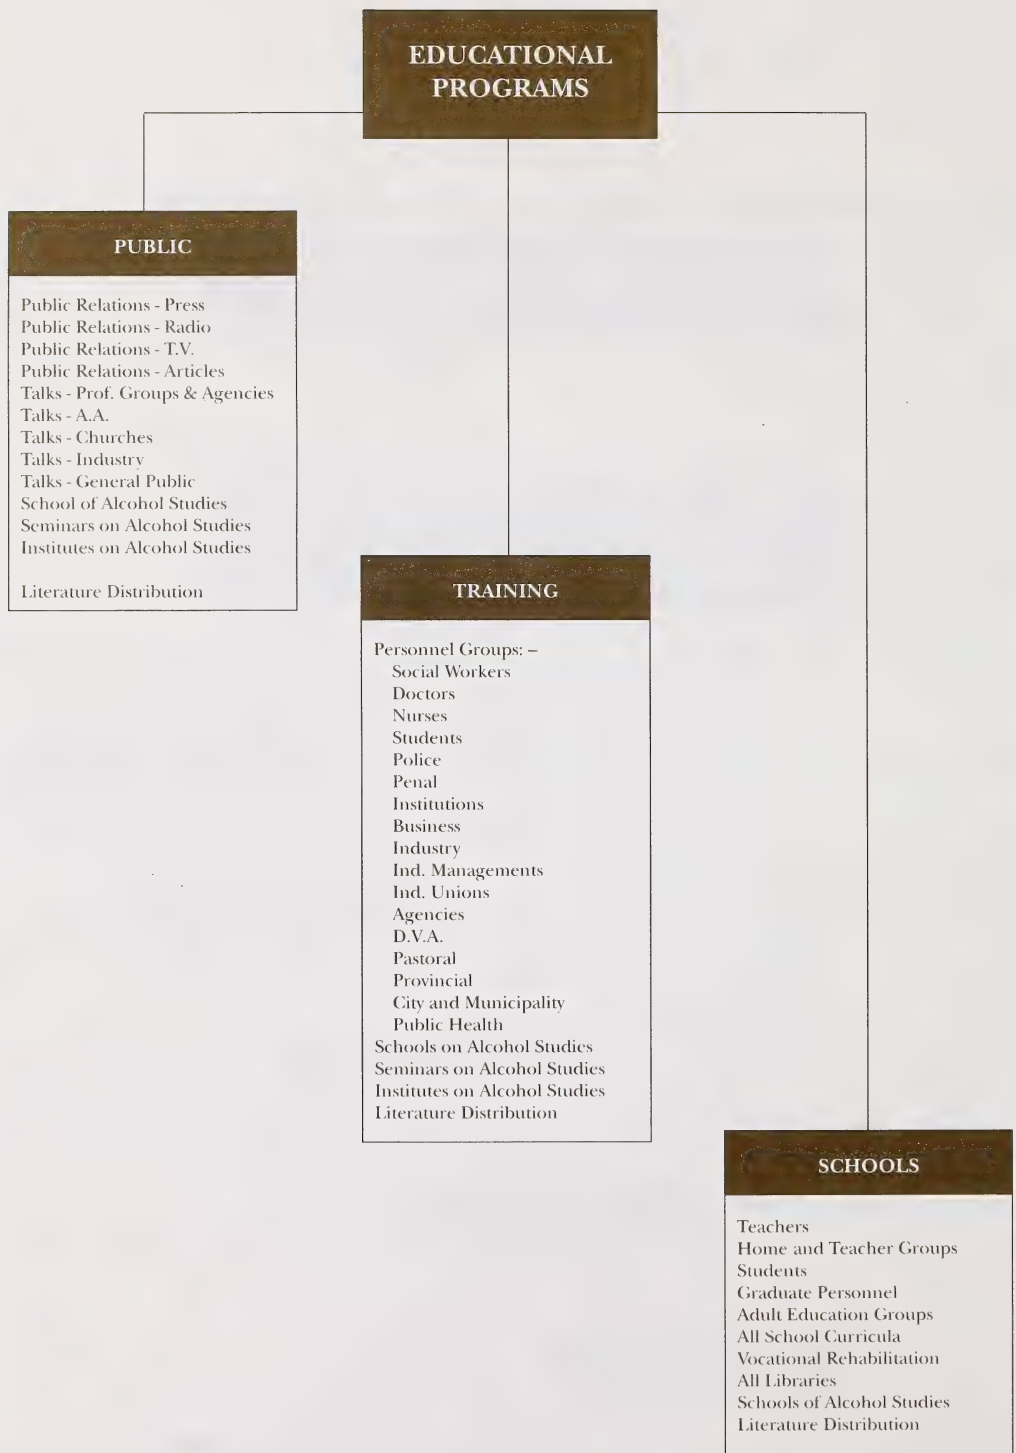 EDUCATIONAL
PROGRAMS
PUBLIC
Public Relations - Press
Public Relations - Radio
Public Relations - T.V.
Public Relations - Articles
Talks - Prof. Groups & Agencies
Talks - A.A.
Talks - Churches
Talks - Industry
Talks - General Public
School of Alcohol Studies
Seminars on Alcohol Studies
Institutes on Alcohol Studies
Literature Distribution
TRAINING
Personnel Groups: –
Social Workers
Doctors
Nurses
Students
Police
Penal
Institutions
Business
Industry
Ind. Managements
Ind. Unions
Agencies
D.V.A.
Pastoral
Provincial
City and Municipality
Public Health
Schools on Alcohol Studies
Seminars on Alcohol Studies
Institutes on Alcohol Studies
Literature Distribution
SCHOOLS
Teachers
Home and Teacher Groups
Students
Graduate Personnel
Adult Education Groups
All School Curricula
Vocational Rehabilitation
All Libraries
Schools of Alcohol Studies
Literature Distribution